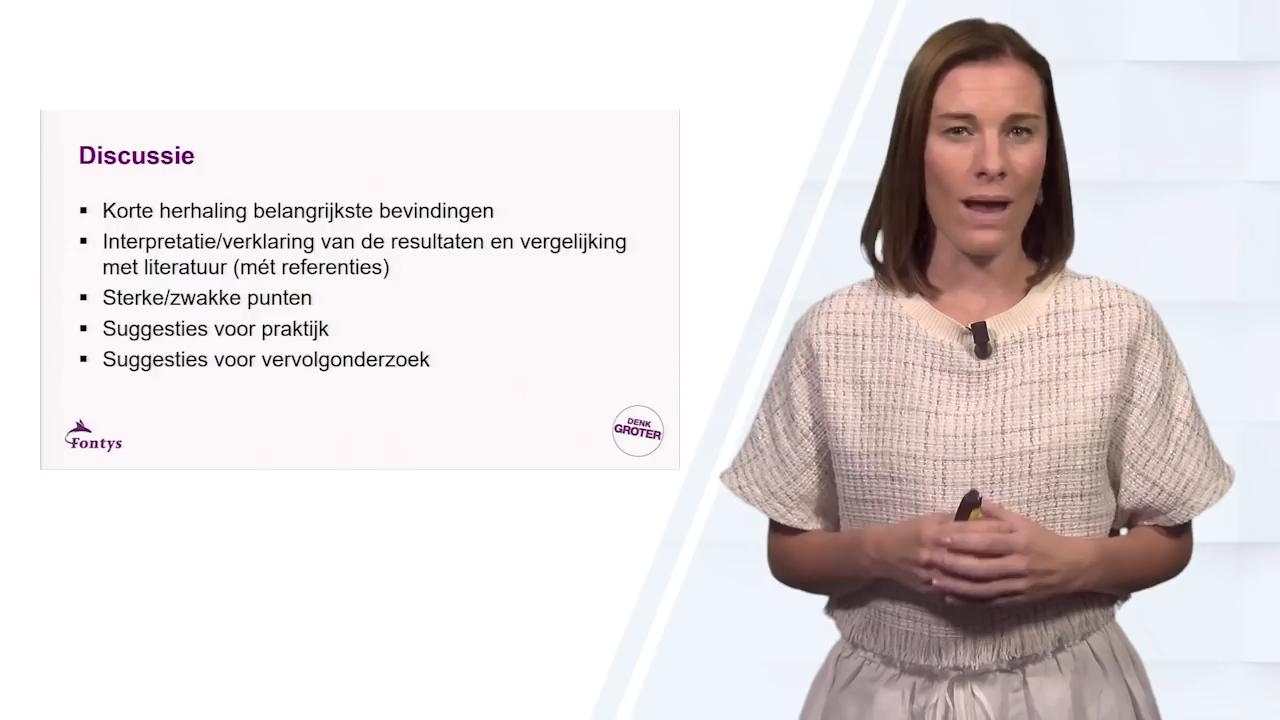 Discussie
▪ Korte herhaling belangrijkste bevindingen
▪ Interpretatie/verklaring van de resultaten en vergelijking
met literatuur (mét referenties)
▪ Sterke/zwakke punten
▪ Suggesties voor praktijk
▪ Suggesties voor vervolgonderzoek
Fontys
DENK
GROTER